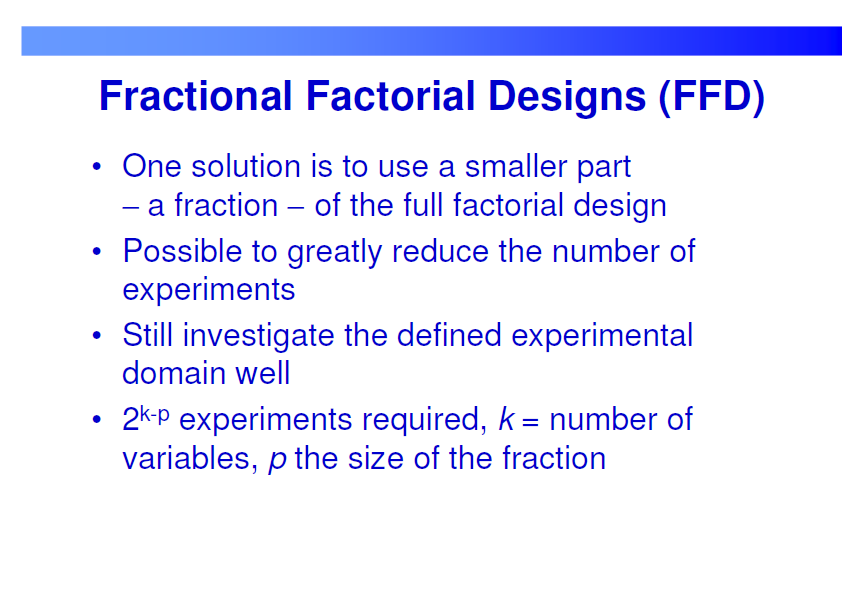 Fractional Factorial Designs (FFD)
• One solution is to use a smaller part
– a fraction – of the full factorial design
• Possible to greatly reduce the number of
experiments
• Still investigate the defined experimental
domain well
• 2^k-p experiments required, k = number of
variables, p the size of the fraction